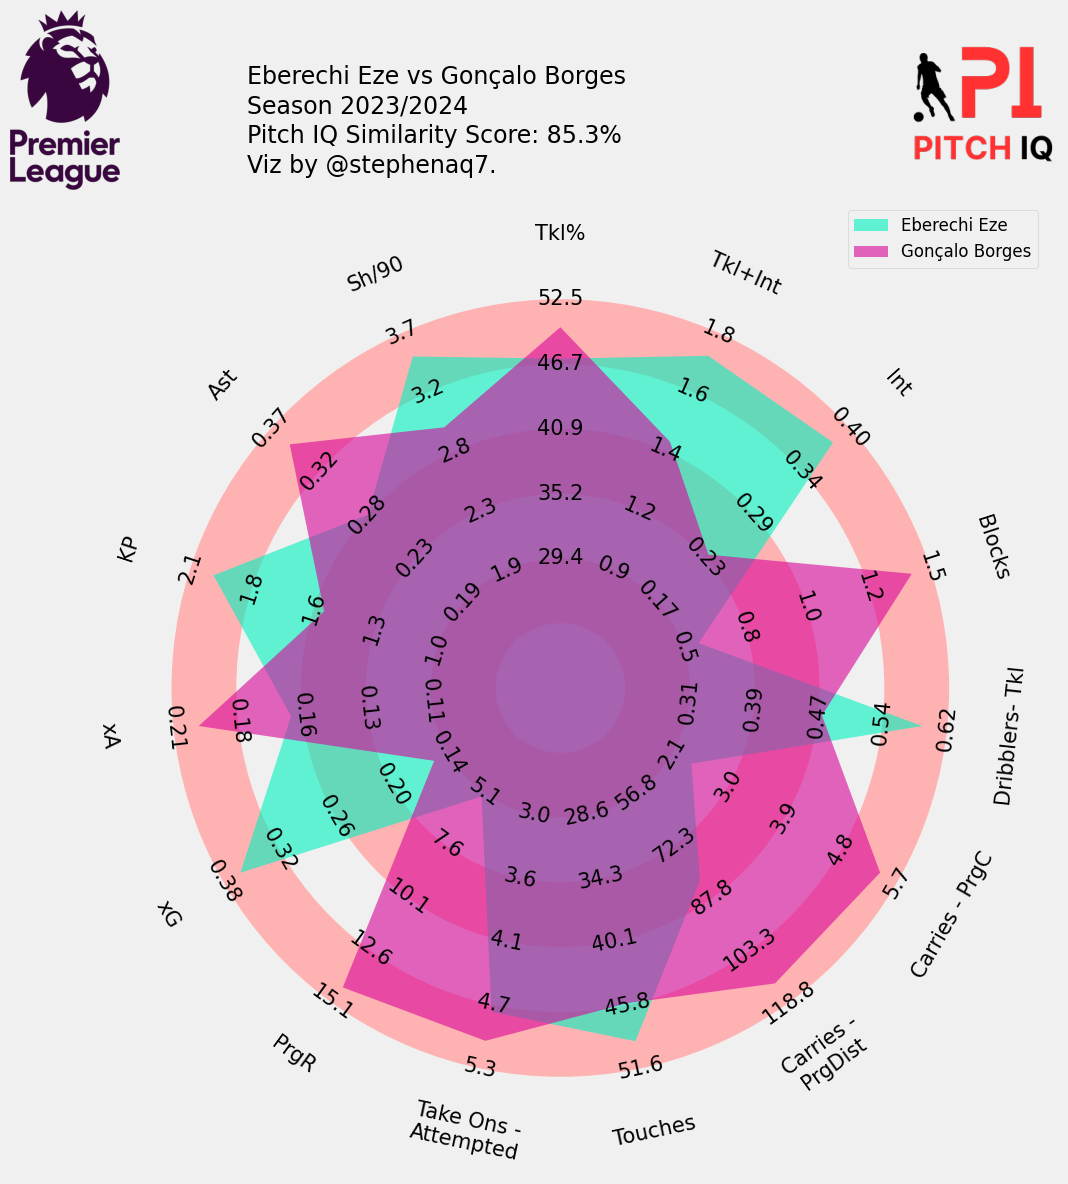 Premier
League
Eberechi Eze vs Gonçalo Borges
Season 2023/2024
Pitch IQ Similarity Score: 85.3%
Viz by @stephenaq7.
PI
PITCH IQ
Eberechi Eze
Gonçalo Borges
Tkl%
29.4
35.2
40.9
46.7
52.5
Tkl+Int
0.9
1.2
1.4
1.6
1.8
Int
0.17
0.23
0.29
0.34
0.40
Blocks
0.5
0.8
1.0
1.2
1.5
Dribblers- Tkl
0.31
0.39
0.47
0.54
0.62
Carries - PrgC
2.1
3.0
3.9
4.8
5.7
Carries -
PrgDist
56.8
72.3
87.8
103.3
118.8
Touches
28.6
34.3
40.1
45.8
51.6
Take Ons -
Attempted
3.0
3.6
4.1
4.7
5.3
PrgR
5.1
7.6
10.1
12.6
15.1
xG
0.14
0.20
0.26
0.32
0.38
xA
0.11
0.13
0.16
0.18
0.21
KP
1.0
1.3
1.6
1.8
2.1
Ast
0.19
0.23
0.28
0.32
0.37
Sh/90
1.9
2.3
2.8
3.2
3.7